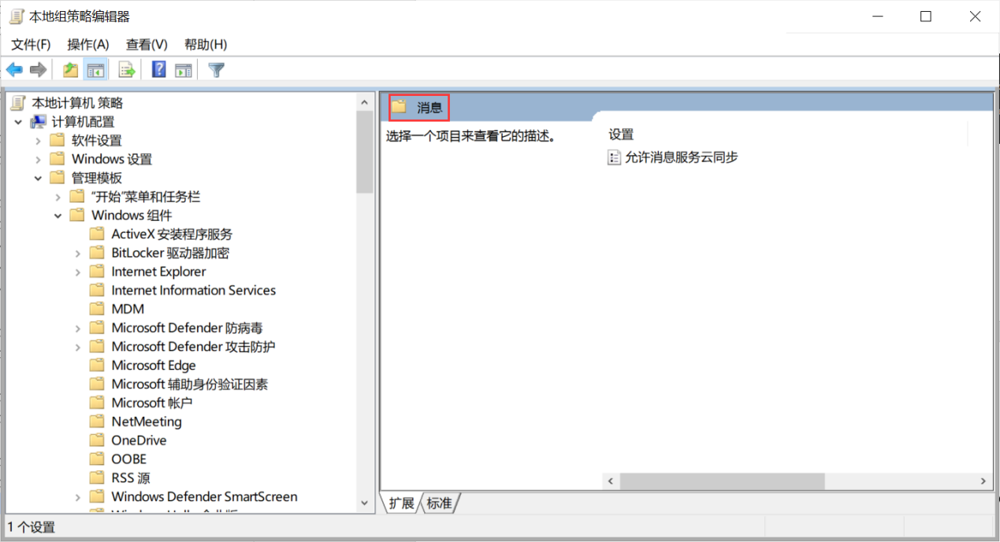 本地组策略编辑器
文件(F) 操作(A) 查看(V) 帮助(H)
本地计算机 策略
计算机配置
软件设置
Windows 设置
管理模板
“开始”菜单和任务栏
Windows 组件
ActiveX 安装程序服务
BitLocker 驱动器加密
Internet Explorer
Internet Information Services
MDM
Microsoft Defender 防病毒
Microsoft Defender 攻击防护
Microsoft Edge
Microsoft 辅助身份验证因素
Microsoft 帐户
NetMeeting
OneDrive
OOBE
RSS 源
Windows Defender SmartScreen
消息
选择一个项目来查看它的描述。
设置
允许消息服务云同步
扩展 标准
1 个设置